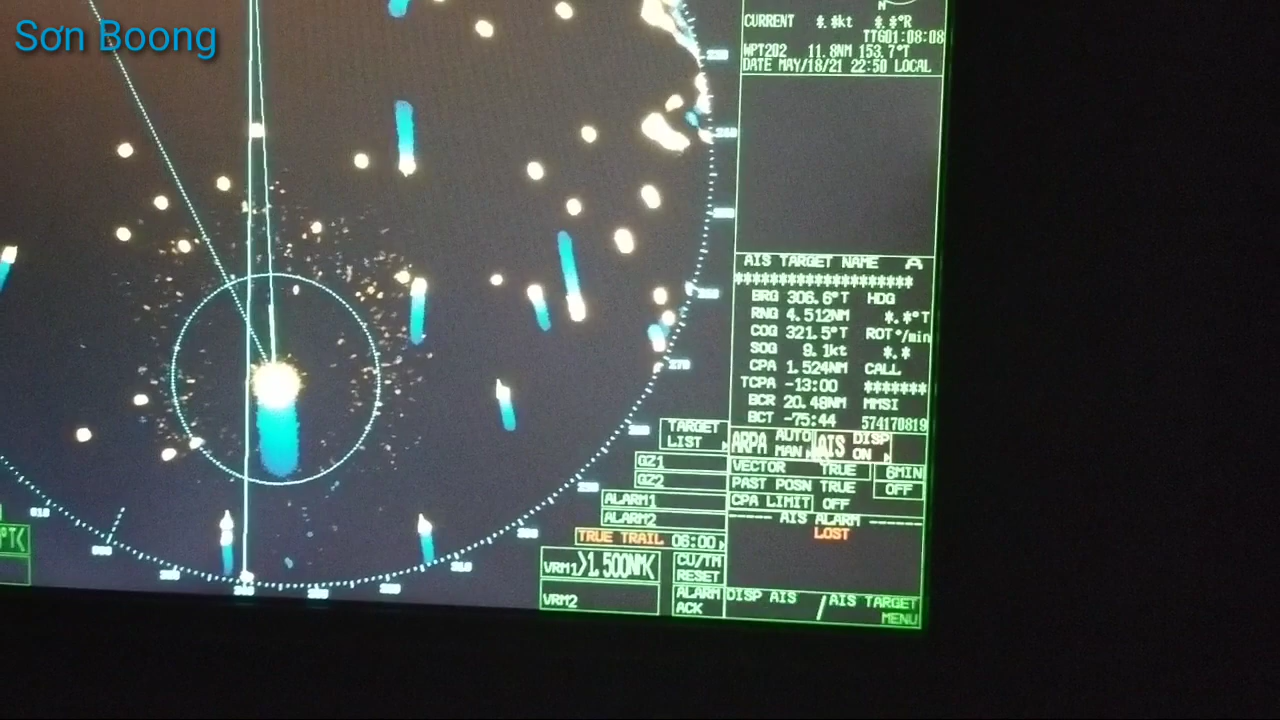 Sơn Boong
N
CURRENT *.*kt *.*°R
TTG01:08:08
WPT202 11.8NM 153.7°T
DATE MAY/18/21 22:50 LOCAL
AIS TARGET NAME
********************
BRG 306.6°T HDG
RNG 4.512NM *.*°T
COG 321.5°T ROT°/min
SOG 9.1kt *.*
CPA 1.524NM CALL
TCPA -13:00 *******
BCR 20.48NM MMSI
BCT -75:44 574170819
TARGET LIST
ARPA AUTO MAN
AIS DISP ON
GZ1
GZ2
VECTOR TRUE 6MIN
PAST POSN TRUE OFF
ALARM1
CPA LIMIT OFF
ALARM2
------ AIS ALARM -------
LOST
TRUE TRAIL 06:00
VRM1 >1.500NM<
CU/TM RESET
VRM2
ALARM ACK
DISP AIS / AIS TARGET MENU
270
010